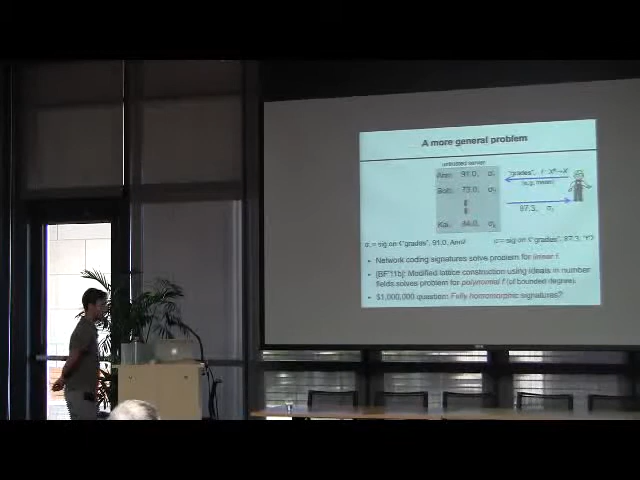 A more general problem
untrusted server
Ann: 91.0, σ₁
"grades", f : Xᵏ→X
(e.g. mean)
Bob: 73.0, σ₂
87.3,
Kai: 84.0, σₖ
= sig on ("grades", 91.0, Ann)
= sig on ("grades", 87.3, "f")
• Network coding signatures solve problem for linear f.
• [BF'11b]: Modified lattice construction using ideals in number
fields solves problem for polynomial f (of bounded degree).
• $1,000,000 question: Fully homomorphic signatures?